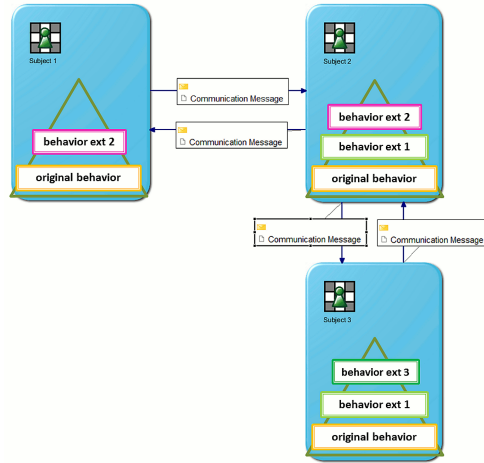 Subject 1
Subject 2
Communication Message
Communication Message
behavior ext 2
original behavior
behavior ext 2
behavior ext 1
original behavior
Communication Message
Communication Message
Subject 3
behavior ext 3
behavior ext 1
original behavior